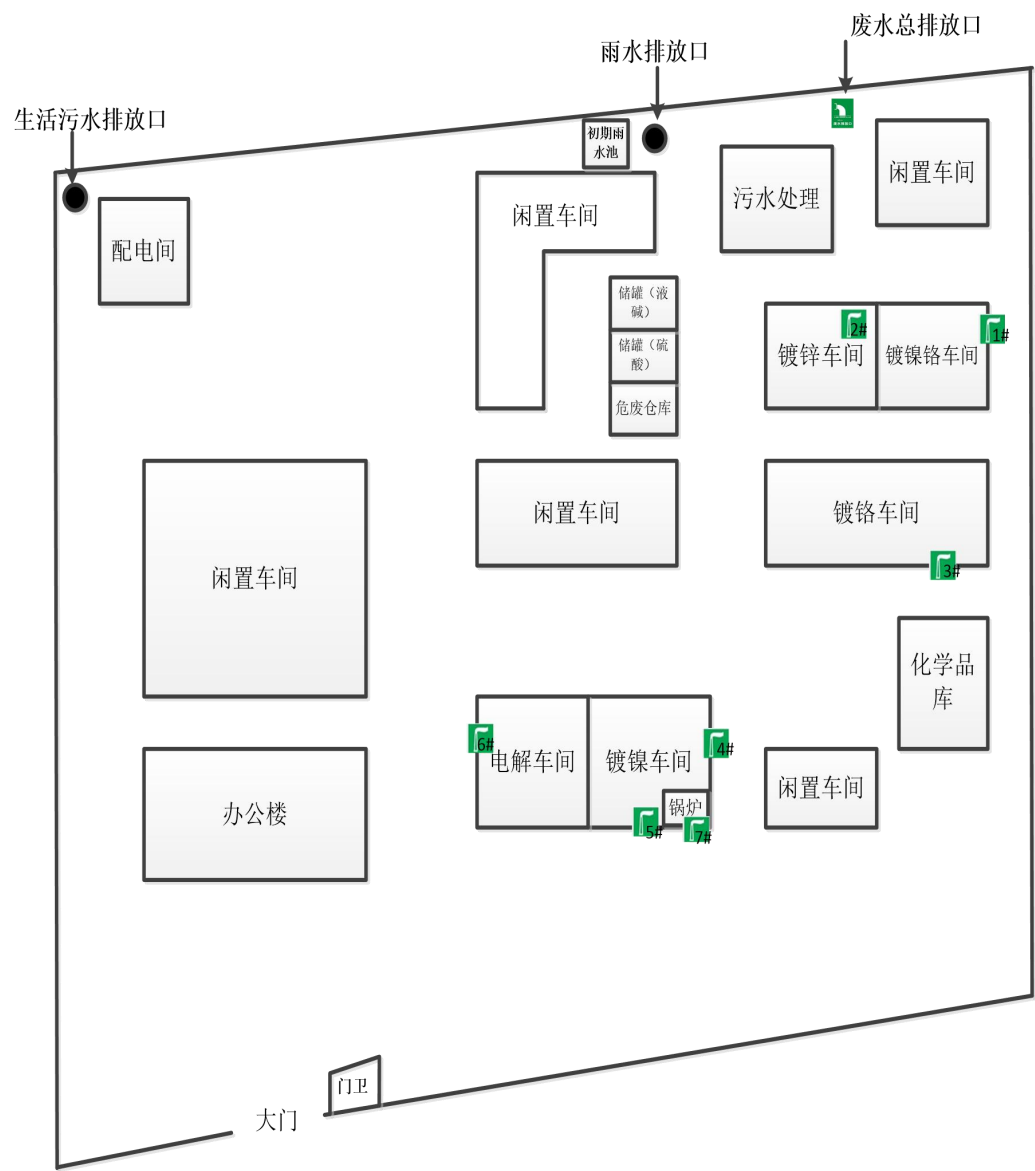 废水总排放口
雨水排放口
生活污水排放口
初期雨
水池
闲置车间
污水处理
闲置车间
配电间
储罐（液
碱）
储罐（硫
酸）
危废仓库
2#
1#
镀锌车间
镀镍铬车间
闲置车间
镀铬车间
3#
闲置车间
化学品
库
6#
4#
电解车间
镀镍车间
闲置车间
锅炉
5#
7#
办公楼
门卫
大门